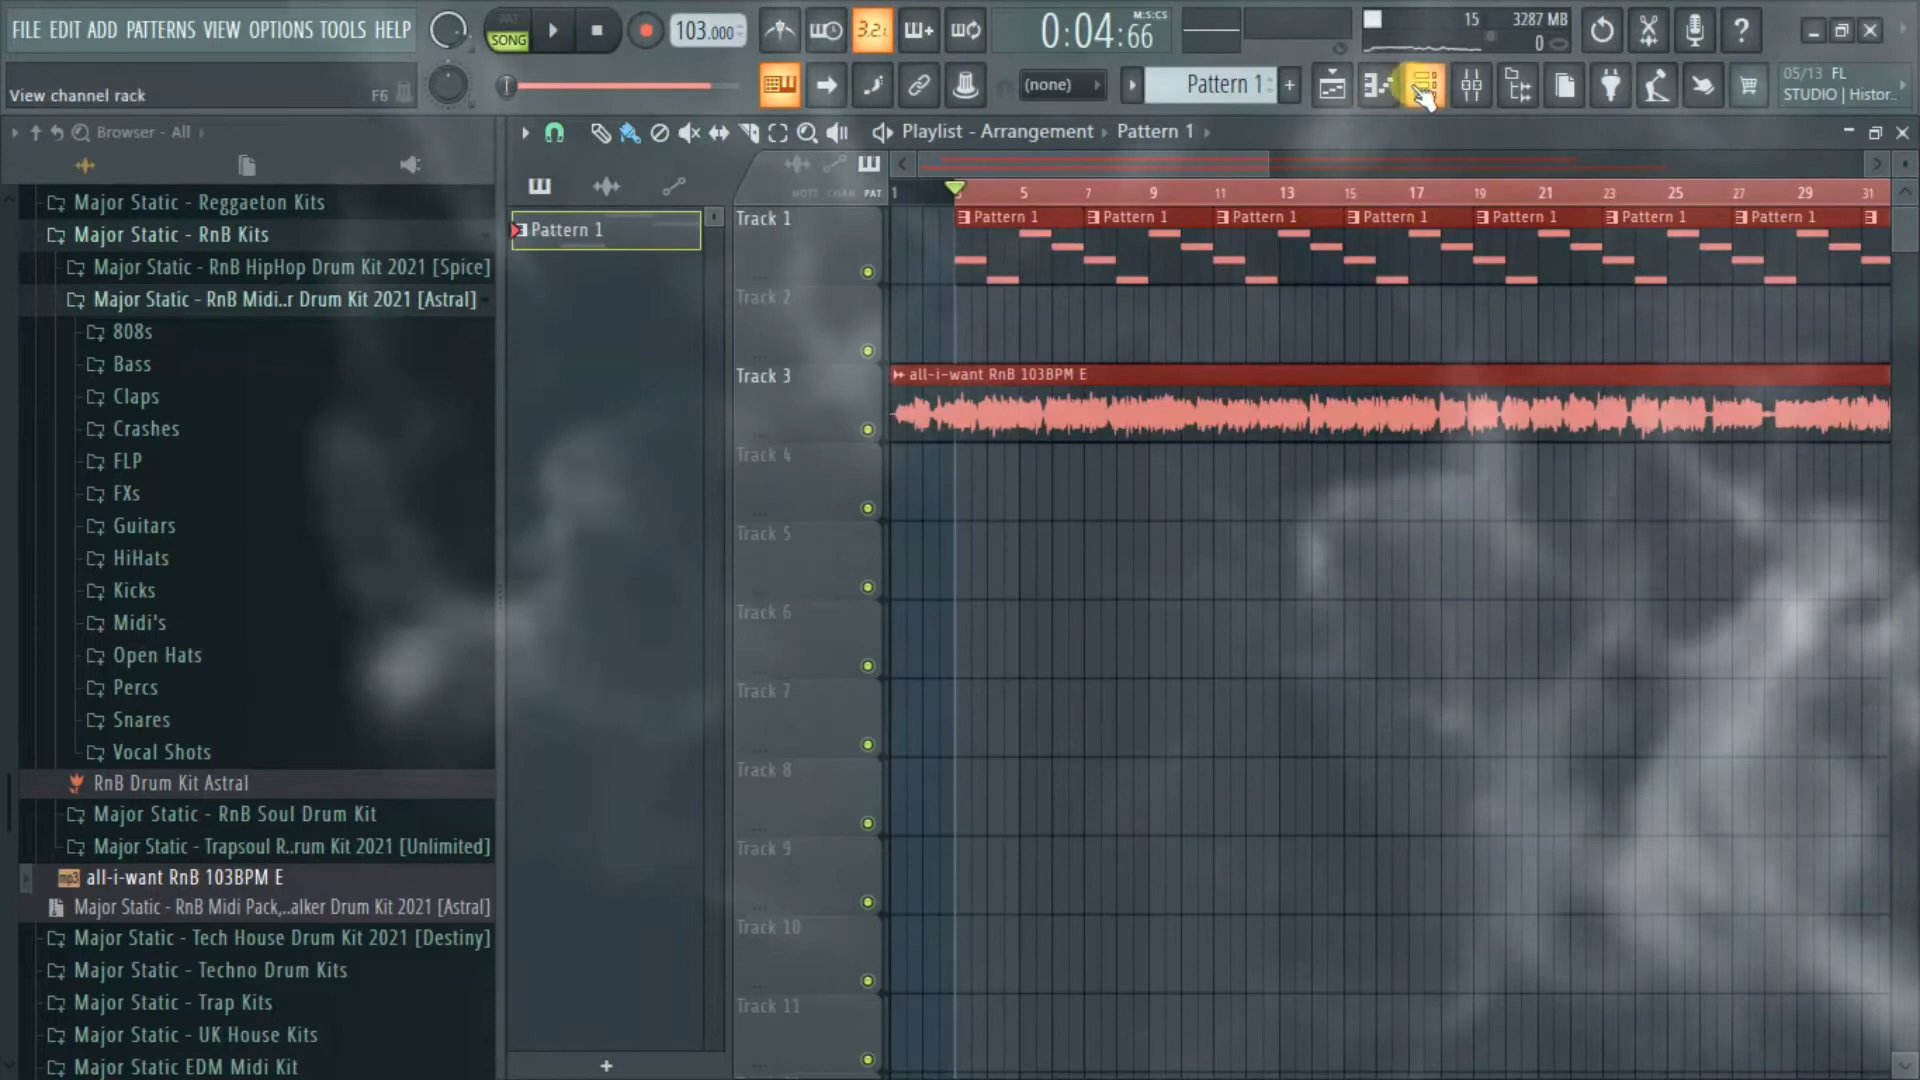 FILE EDIT ADD PATTERNS VIEW OPTIONS TOOLS HELP
View channel rack F6
PAT
SONG
103.000
3.2.
0:04:66
M:S:CS
15 3287 MB
0
(none)
Pattern 1
+
05/13 FL
STUDIO | Histor..
Browser - All
Major Static - Reggaeton Kits
Major Static - RnB Kits
Major Static - RnB HipHop Drum Kit 2021 [Spice]
Major Static - RnB Midi..r Drum Kit 2021 [Astral]
808s
Bass
Claps
Crashes
FLP
FXs
Guitars
HiHats
Kicks
Midi's
Open Hats
Percs
Snares
Vocal Shots
RnB Drum Kit Astral
Major Static - RnB Soul Drum Kit
Major Static - Trapsoul R..rum Kit 2021 [Unlimited]
mp3 all-i-want RnB 103BPM E
Major Static - RnB Midi Pack,..alker Drum Kit 2021 [Astral]
Major Static - Tech House Drum Kit 2021 [Destiny]
Major Static - Techno Drum Kits
Major Static - Trap Kits
Major Static - UK House Kits
Major Static EDM Midi Kit
Playlist - Arrangement › Pattern 1 ›
NOTE CHAN PAT
1 5 7 9 11 13 15 17 19 21 23 25 27 29 31
Pattern 1
+
Track 1
Pattern 1 Pattern 1 Pattern 1 Pattern 1 Pattern 1 Pattern 1 Pattern 1
Track 2
Track 3
all-i-want RnB 103BPM E
Track 4
Track 5
Track 6
Track 7
Track 8
Track 9
Track 10
Track 11